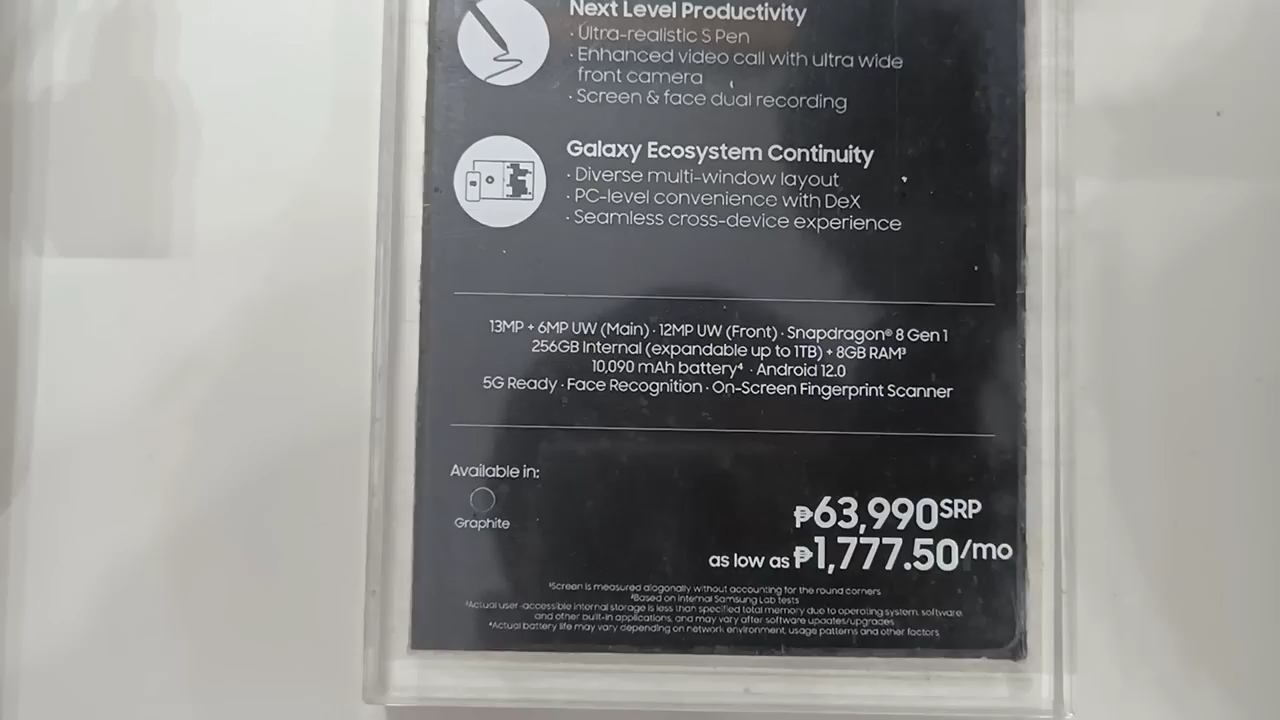 Next Level Productivity
· Ultra-realistic S Pen
· Enhanced video call with ultra wide
front camera
· Screen & face dual recording
Galaxy Ecosystem Continuity
· Diverse multi-window layout
· PC-level convenience with DeX
· Seamless cross-device experience
13MP + 6MP UW (Main) · 12MP UW (Front) · Snapdragon® 8 Gen 1
256GB Internal (expandable up to 1TB) + 8GB RAM³
10,090 mAh battery⁴ · Android 12.0
5G Ready · Face Recognition · On-Screen Fingerprint Scanner
Available in:
Graphite
₱63,990 SRP
as low as ₱1,777.50/mo
¹Screen is measured diagonally without accounting for the round corners
²Based on Internal Samsung Lab tests
³Actual user-accessible internal storage is less than specified total memory due to operating system, software,
and other built-in applications, and may vary after software updates/upgrades
⁴Actual battery life may vary depending on network environment, usage patterns and other factors